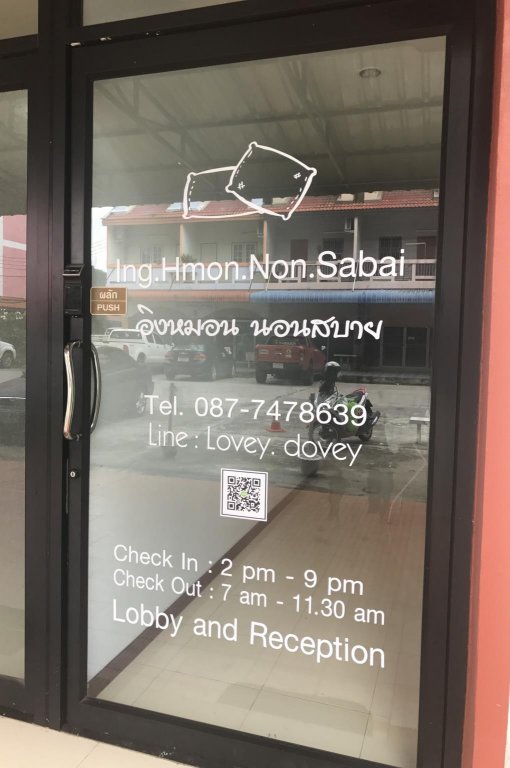 Ing.Hmon.Non.Sabai
ผลัก
PUSH
อิงหมอน นอนสบาย
Tel. 087-7478639
Line : Lovey. dovey
Check In : 2 pm - 9 pm
Check Out : 7 am - 11.30 am
Lobby and Reception